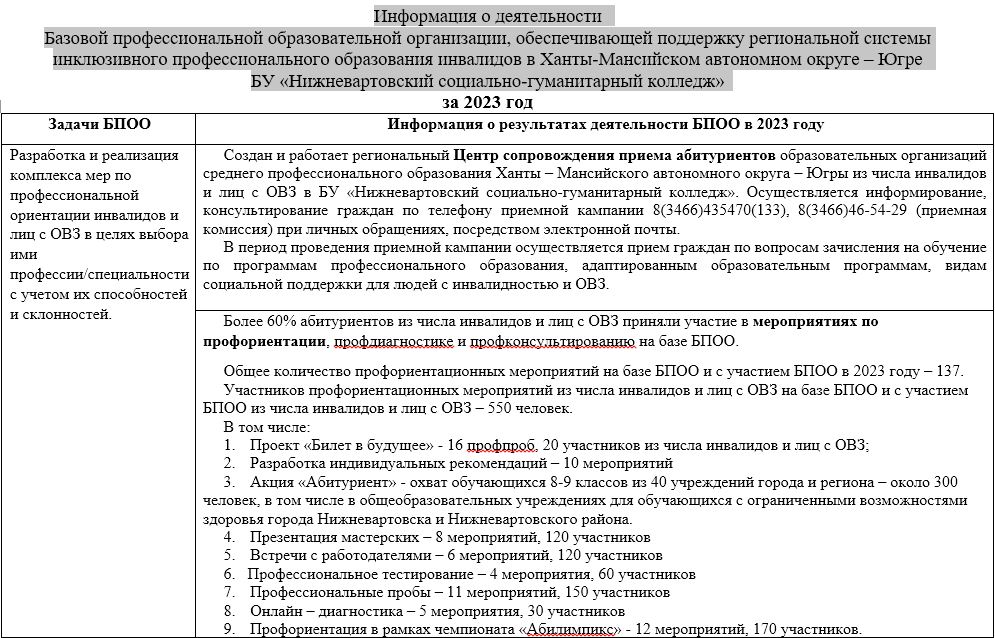 Информация о деятельности
Базовой профессиональной образовательной организации, обеспечивающей поддержку региональной системы
инклюзивного профессионального образования инвалидов в Ханты-Мансийском автономном округе – Югре
БУ «Нижневартовский социально-гуманитарный колледж»
за 2023 год
Задачи БПОО
Информация о результатах деятельности БПОО в 2023 году
Разработка и реализация
комплекса мер по
профессиональной
ориентации инвалидов и
лиц с ОВЗ в целях выбора
ими
профессии/специальности
с учетом их способностей
и склонностей.
Создан и работает региональный Центр сопровождения приема абитуриентов образовательных организаций
среднего профессионального образования Ханты – Мансийского автономного округа – Югры из числа инвалидов
и лиц с ОВЗ в БУ «Нижневартовский социально-гуманитарный колледж». Осуществляется информирование,
консультирование граждан по телефону приемной кампании 8(3466)435470(133), 8(3466)46-54-29 (приемная
комиссия) при личных обращениях, посредством электронной почты.
В период проведения приемной кампании осуществляется прием граждан по вопросам зачисления на обучение
по программам профессионального образования, адаптированным образовательным программам, видам
социальной поддержки для людей с инвалидностью и ОВЗ.
Более 60% абитуриентов из числа инвалидов и лиц с ОВЗ приняли участие в мероприятиях по
профориентации, профдиагностике и профконсультированию на базе БПОО.
Общее количество профориентационных мероприятий на базе БПОО и с участием БПОО в 2023 году – 137.
Участников профориентационных мероприятий из числа инвалидов и лиц с ОВЗ на базе БПОО и с участием
БПОО из числа инвалидов и лиц с ОВЗ – 550 человек.
В том числе:
1. Проект «Билет в будущее» - 16 профпроб, 20 участников из числа инвалидов и лиц с ОВЗ;
2. Разработка индивидуальных рекомендаций – 10 мероприятий
3. Акция «Абитуриент» - охват обучающихся 8-9 классов из 40 учреждений города и региона – около 300
человек, в том числе в общеобразовательных учреждениях для обучающихся с ограниченными возможностями
здоровья города Нижневартовска и Нижневартовского района.
4. Презентация мастерских – 8 мероприятий, 120 участников
5. Встречи с работодателями – 6 мероприятий, 120 участников
6. Профессиональное тестирование – 4 мероприятия, 60 участников
7. Профессиональные пробы – 11 мероприятий, 150 участников
8. Онлайн – диагностика – 5 мероприятия, 30 участников
9. Профориентация в рамках чемпионата «Абилимпикс» - 12 мероприятий, 170 участников.